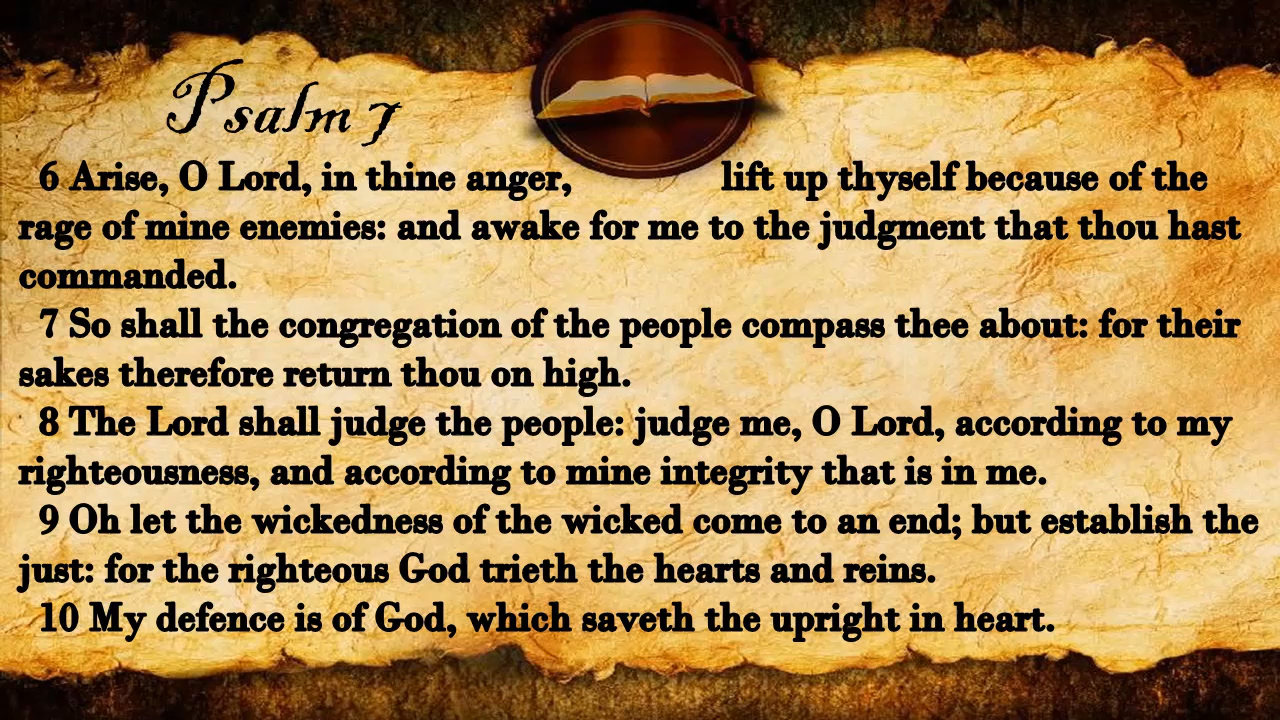 Psalm 7
6 Arise, O Lord, in thine anger, lift up thyself because of the
rage of mine enemies: and awake for me to the judgment that thou hast
commanded.
7 So shall the congregation of the people compass thee about: for their
sakes therefore return thou on high.
8 The Lord shall judge the people: judge me, O Lord, according to my
righteousness, and according to mine integrity that is in me.
9 Oh let the wickedness of the wicked come to an end; but establish the
just: for the righteous God trieth the hearts and reins.
10 My defence is of God, which saveth the upright in heart.